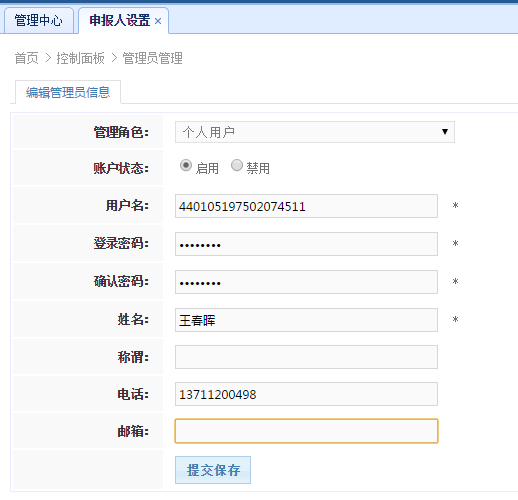 管理中心 申报人设置 ×
首页 > 控制面板 > 管理员管理
编辑管理员信息
管理角色: 个人用户 ▼
账户状态: 启用 禁用
用户名: 440105197502074511 *
登录密码: •••••••• *
确认密码: •••••••• *
姓名: 王春晖 *
称谓:
电话: 13711200498
邮箱:
提交保存